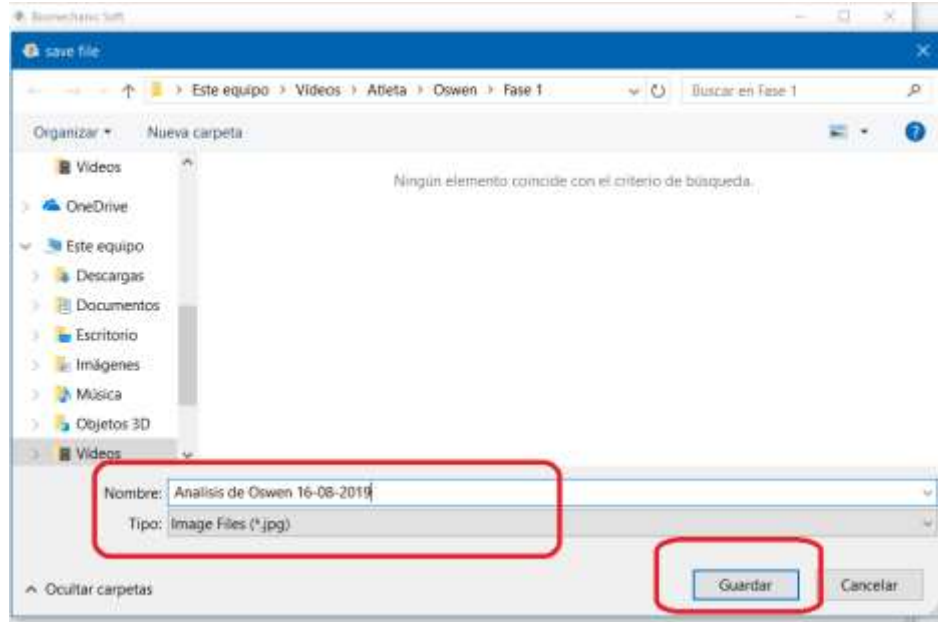 Biomechanic Soft
save file
Este equipo > Vídeos > Atleta > Oswen > Fase 1
Buscar en Fase 1
Organizar
Nueva carpeta
Ningún elemento coincide con el criterio de búsqueda.
Videos
OneDrive
Este equipo
Descargas
Documentos
Escritorio
Imágenes
Música
Objetos 3D
Vídeos
Nombre: Analisis de Oswen 16-08-2019
Tipo: Image Files (*.jpg)
Ocultar carpetas
Guardar
Cancelar